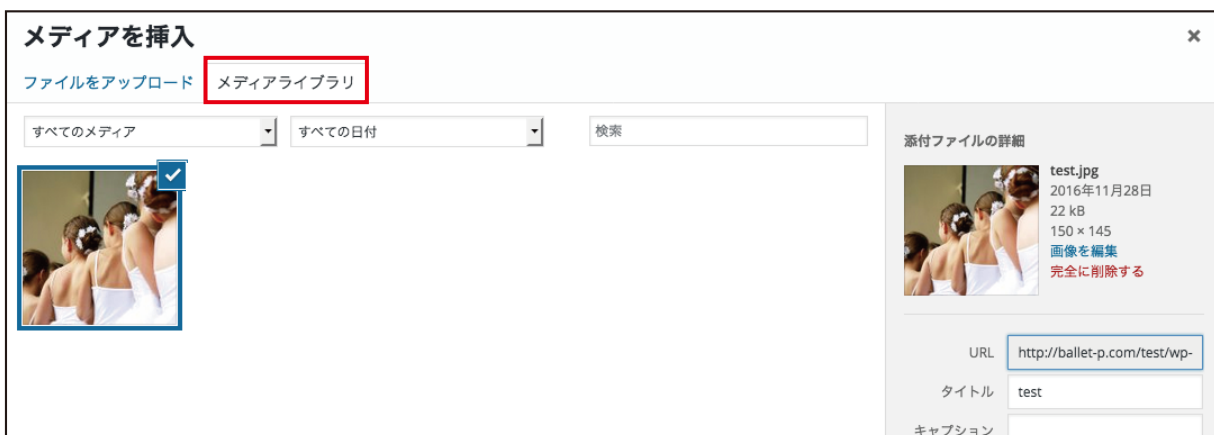 メディアを挿入
×
ファイルをアップロード
メディアライブラリ
すべてのメディア
すべての日付
検索
添付ファイルの詳細
test.jpg
2016年11月28日
22 kB
150 × 145
画像を編集
完全に削除する
URL
http://ballet-p.com/test/wp-
タイトル
test
キャプション